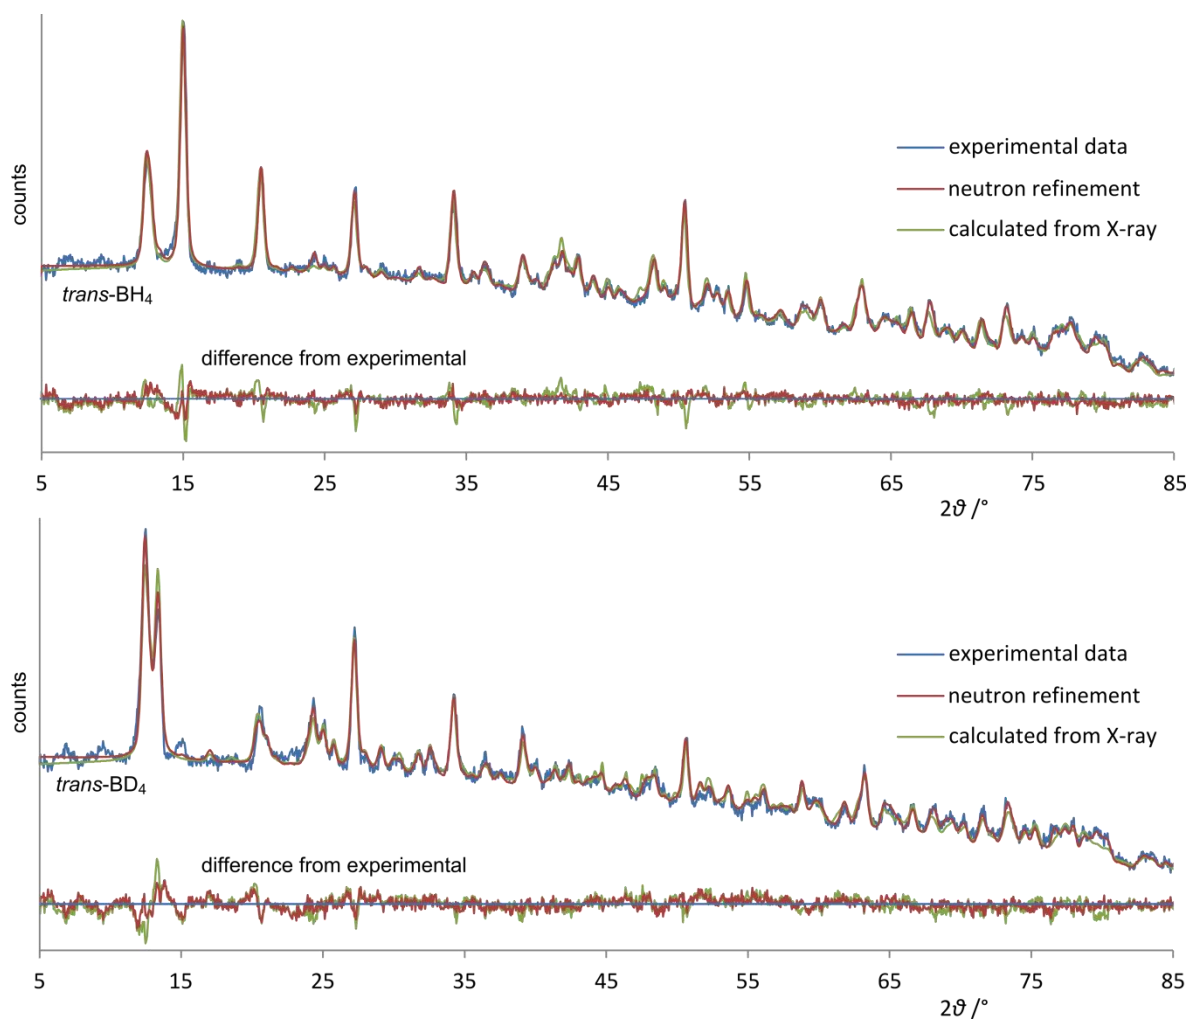 counts
experimental data
neutron refinement
calculated from X-ray
trans-BH4
difference from experimental
5 15 25 35 45 55 65 75 85
2ϑ /°
counts
experimental data
neutron refinement
calculated from X-ray
trans-BD4
difference from experimental
5 15 25 35 45 55 65 75 85
2ϑ /°